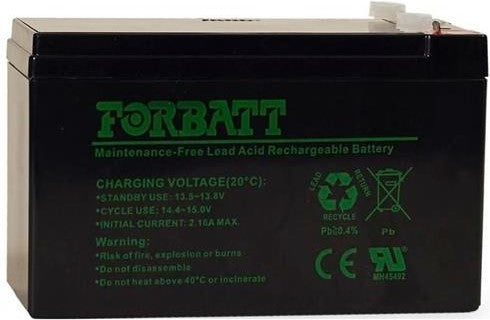 FORBATT
Maintenance-Free Lead Acid Rechargeable Battery
CHARGING VOLTAGE(20°C):
•STANDBY USE: 13.5~13.8V
•CYCLE USE: 14.4~15.0V
•INITIAL CURRENT: 2.16A MAX.
Warning:
•Risk of fire, explosion or burns
•Do not disassemble
•Do not heat above 40°C or incinerate
LEAD
RETURN
RECYCLE
Pb≧0.4%
Pb
CE
MH45402